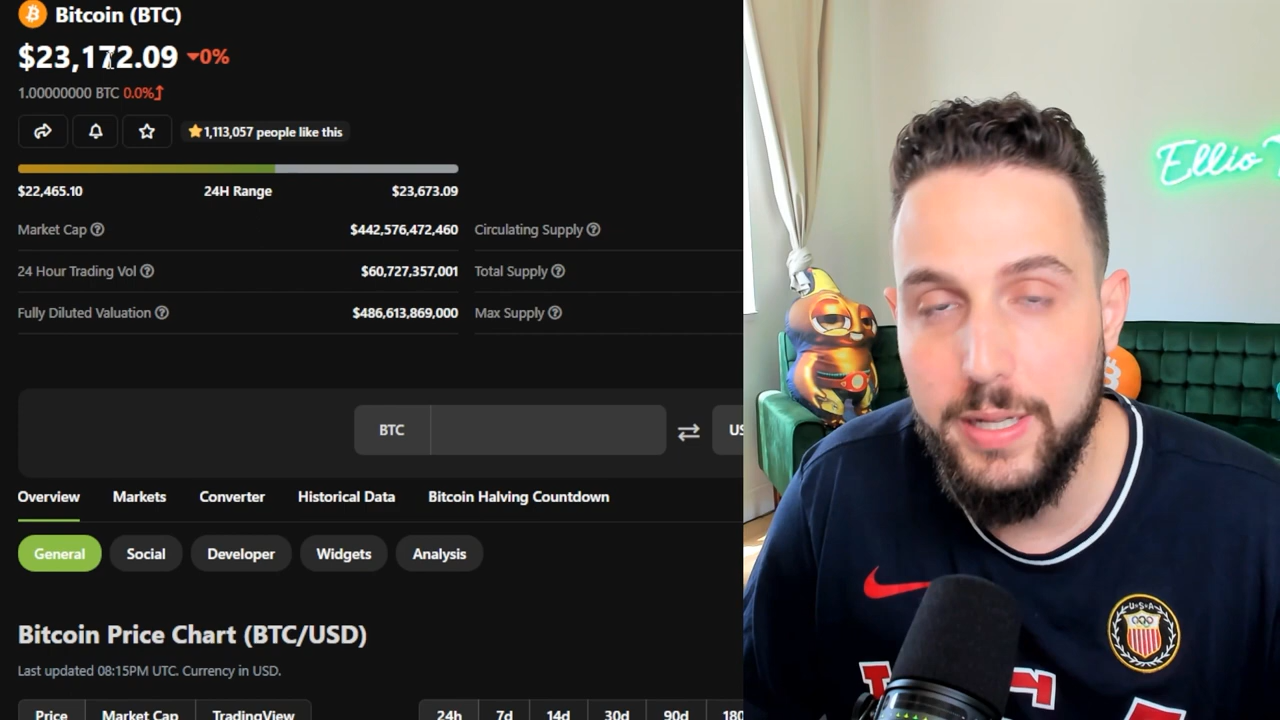 Bitcoin (BTC)
$23,172.09 0%
1.00000000 BTC 0.0%
1,113,057 people like this
$22,465.10 24H Range $23,673.09
Market Cap $442,576,472,460 Circulating Supply
24 Hour Trading Vol $60,727,357,001 Total Supply
Fully Diluted Valuation $486,613,869,000 Max Supply
BTC US
Overview Markets Converter Historical Data Bitcoin Halving Countdown
General Social Developer Widgets Analysis
Bitcoin Price Chart (BTC/USD)
Last updated 08:15PM UTC. Currency in USD.
Price Market Cap TradingView 24h 7d 14d 30d 90d 180
Ellio
USA